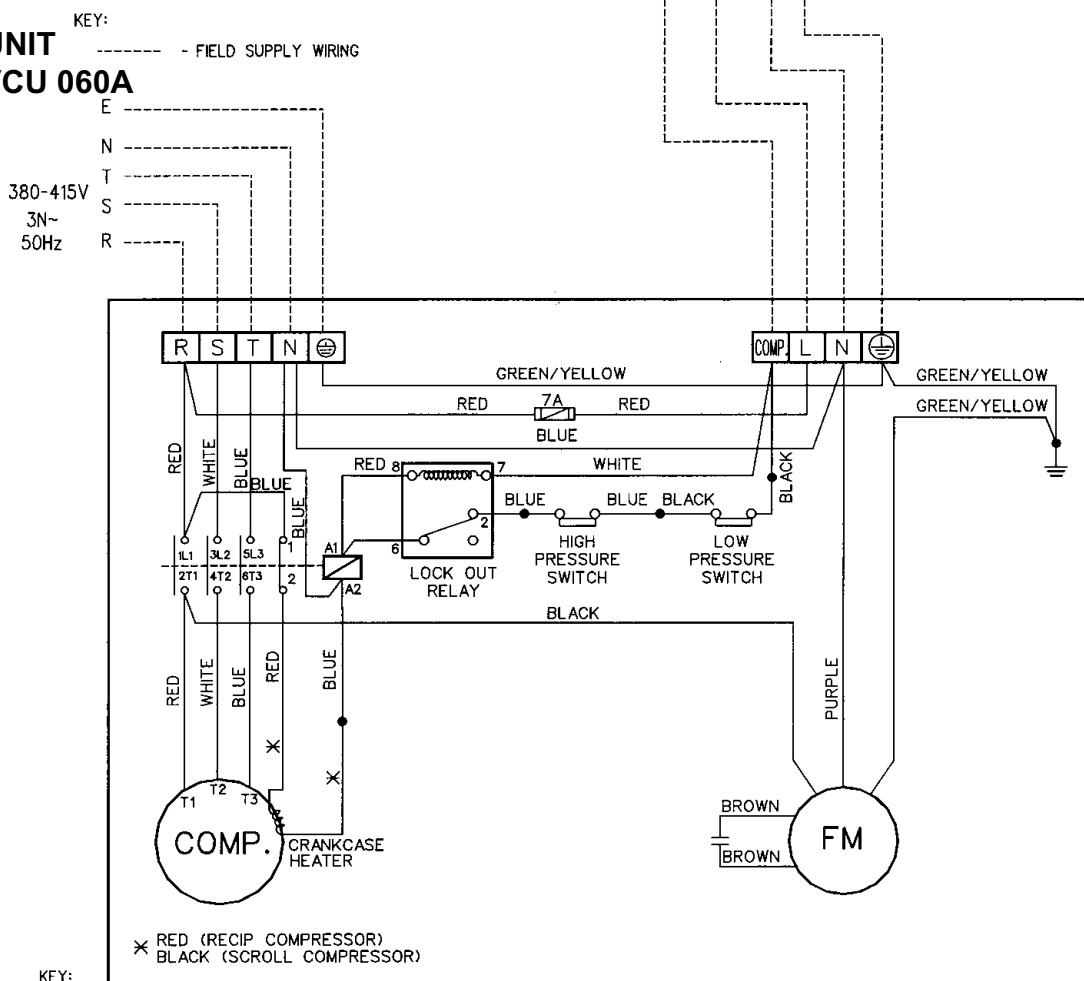 KEY:
UNIT
- FIELD SUPPLY WIRING
VCU 060A
E
N
T
380-415V
S
3N~
50Hz
R
R S T N
COMP. L N
GREEN/YELLOW
GREEN/YELLOW
RED 7A RED
GREEN/YELLOW
BLUE
RED
WHITE
BLUE
BLUE
BLUE
RED 8
7
WHITE
BLACK
BLUE
BLUE
BLACK
2
6
1L1
3L2
5L3
1
A1
2T1
4T2
6T3
2
A2
LOCK OUT
RELAY
HIGH
PRESSURE
SWITCH
LOW
PRESSURE
SWITCH
BLACK
RED
WHITE
BLUE
RED
BLUE
PURPLE
T1
T2
T3
COMP.
CRANKCASE
HEATER
BROWN
BROWN
FM
RED (RECIP COMPRESSOR)
BLACK (SCROLL COMPRESSOR)
KEY: